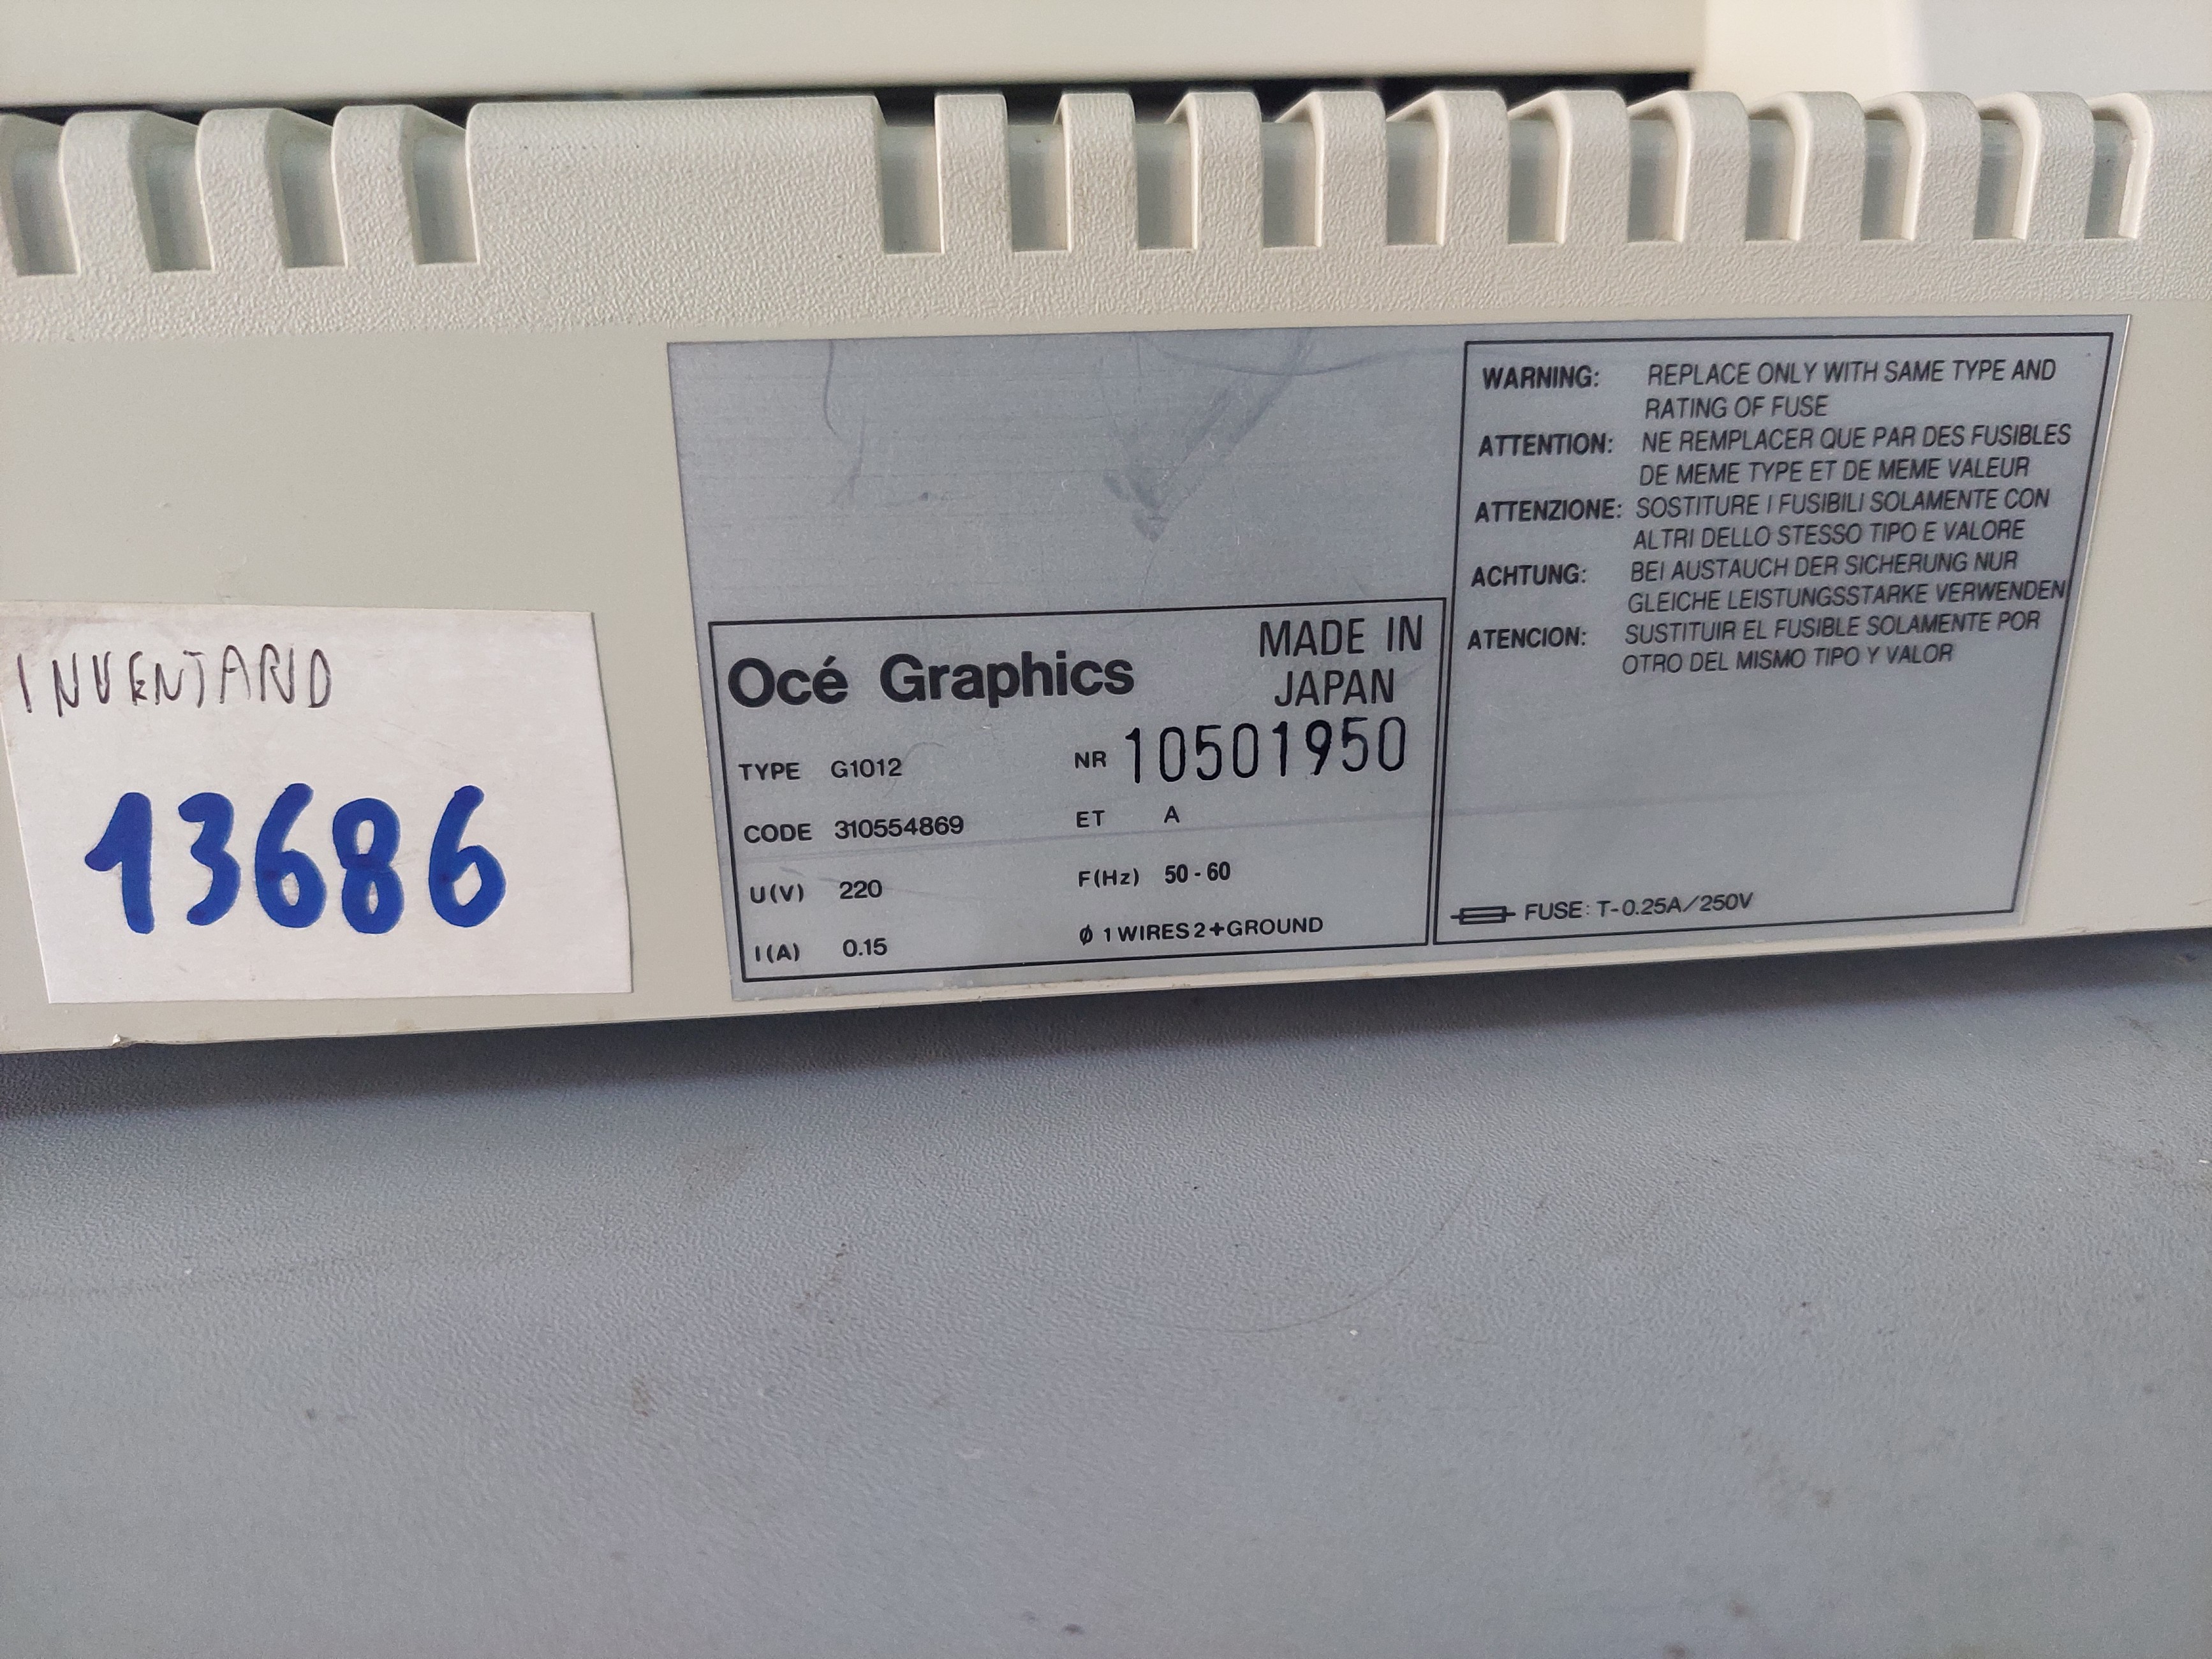 INVENTARIO
13686
Océ Graphics
MADE IN
JAPAN
TYPE G1012
NR 10501950
CODE 310554869
ET A
U(V) 220
F(Hz) 50-60
I(A) 0.15
ϕ 1 WIRES 2+GROUND
WARNING: REPLACE ONLY WITH SAME TYPE AND
RATING OF FUSE
ATTENTION: NE REMPLACER QUE PAR DES FUSIBLES
DE MEME TYPE ET DE MEME VALEUR
ATTENZIONE: SOSTITURE I FUSIBILI SOLAMENTE CON
ALTRI DELLO STESSO TIPO E VALORE
ACHTUNG: BEI AUSTAUCH DER SICHERUNG NUR
GLEICHE LEISTUNGSSTARKE VERWENDEN
ATENCION: SUSTITUIR EL FUSIBLE SOLAMENTE POR
OTRO DEL MISMO TIPO Y VALOR
FUSE: T-0.25A/250V